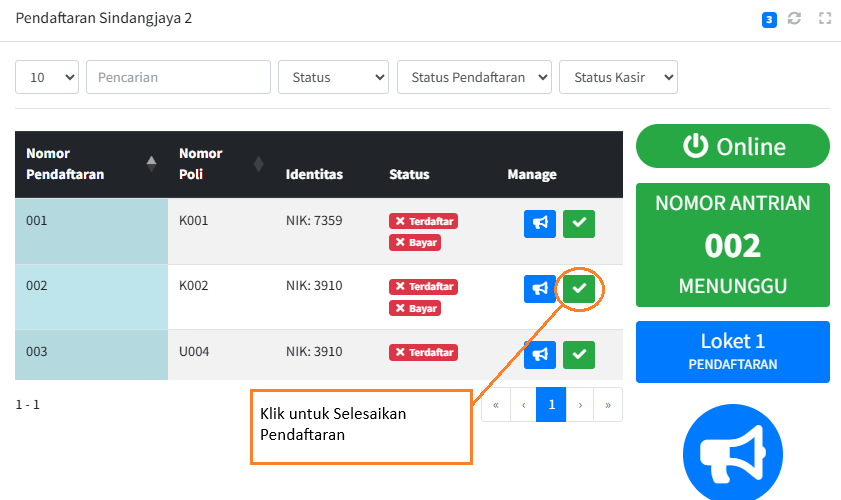 Pendaftaran Sindangjaya 2
3
10
Pencarian
Status
Status Pendaftaran
Status Kasir
Nomor
Pendaftaran
Nomor
Poli
Identitas
Status
Manage
001
K001
NIK: 7359
Terdaftar
Bayar
002
K002
NIK: 3910
Terdaftar
Bayar
003
U004
NIK: 3910
Terdaftar
1 - 1
« ‹ 1 › »
Klik untuk Selesaikan
Pendaftaran
Online
NOMOR ANTRIAN
002
MENUNGGU
Loket 1
PENDAFTARAN